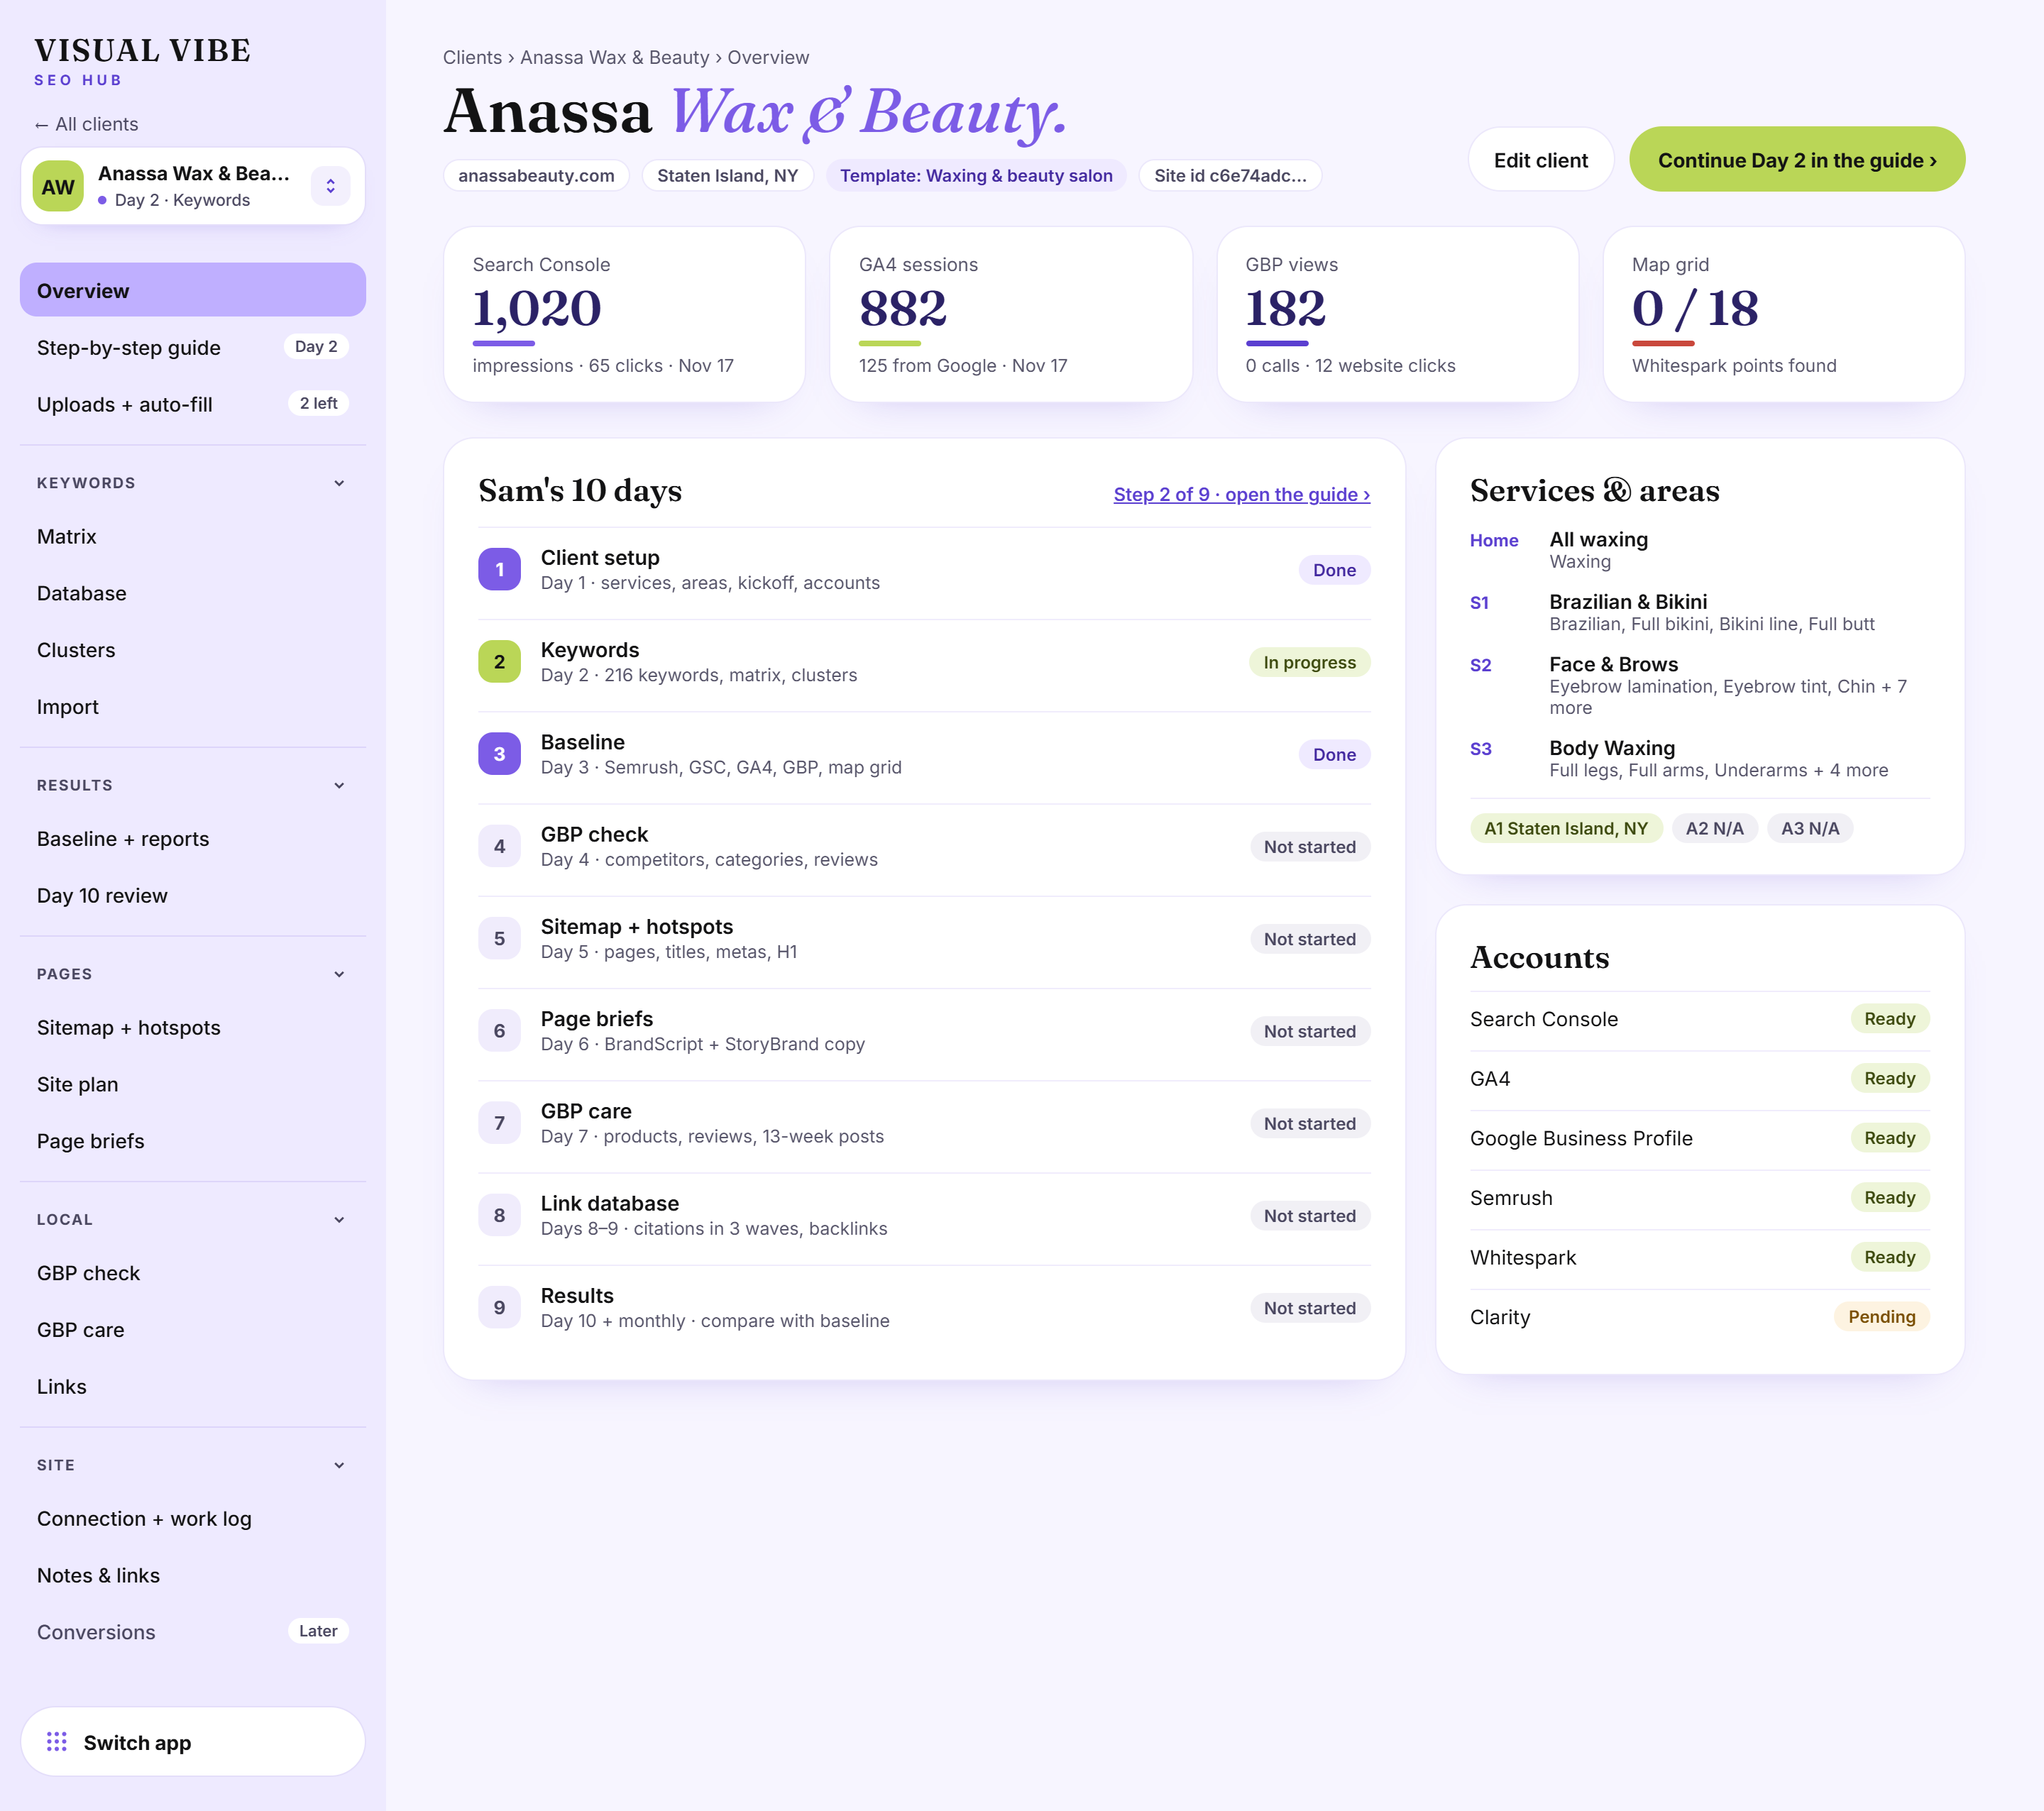 VISUAL VIBE
SEO HUB
← All clients
AW
Anassa Wax & Bea...
Day 2 · Keywords
Overview
Step-by-step guide
Day 2
Uploads + auto-fill
2 left
KEYWORDS
Matrix
Database
Clusters
Import
RESULTS
Baseline + reports
Day 10 review
PAGES
Sitemap + hotspots
Site plan
Page briefs
LOCAL
GBP check
GBP care
Links
SITE
Connection + work log
Notes & links
Conversions
Later
Switch app
Clients › Anassa Wax & Beauty › Overview
Anassa Wax & Beauty.
anassabeauty.com
Staten Island, NY
Template: Waxing & beauty salon
Site id c6e74adc...
Edit client
Continue Day 2 in the guide ›
Search Console
1,020
impressions · 65 clicks · Nov 17
GA4 sessions
882
125 from Google · Nov 17
GBP views
182
0 calls · 12 website clicks
Map grid
0 / 18
Whitespark points found
Sam's 10 days
Step 2 of 9 · open the guide ›
1
Client setup
Day 1 · services, areas, kickoff, accounts
Done
2
Keywords
Day 2 · 216 keywords, matrix, clusters
In progress
3
Baseline
Day 3 · Semrush, GSC, GA4, GBP, map grid
Done
4
GBP check
Day 4 · competitors, categories, reviews
Not started
5
Sitemap + hotspots
Day 5 · pages, titles, metas, H1
Not started
6
Page briefs
Day 6 · BrandScript + StoryBrand copy
Not started
7
GBP care
Day 7 · products, reviews, 13-week posts
Not started
8
Link database
Days 8–9 · citations in 3 waves, backlinks
Not started
9
Results
Day 10 + monthly · compare with baseline
Not started
Services & areas
Home
All waxing
Waxing
S1
Brazilian & Bikini
Brazilian, Full bikini, Bikini line, Full butt
S2
Face & Brows
Eyebrow lamination, Eyebrow tint, Chin + 7
more
S3
Body Waxing
Full legs, Full arms, Underarms + 4 more
A1 Staten Island, NY
A2 N/A
A3 N/A
Accounts
Search Console
Ready
GA4
Ready
Google Business Profile
Ready
Semrush
Ready
Whitespark
Ready
Clarity
Pending